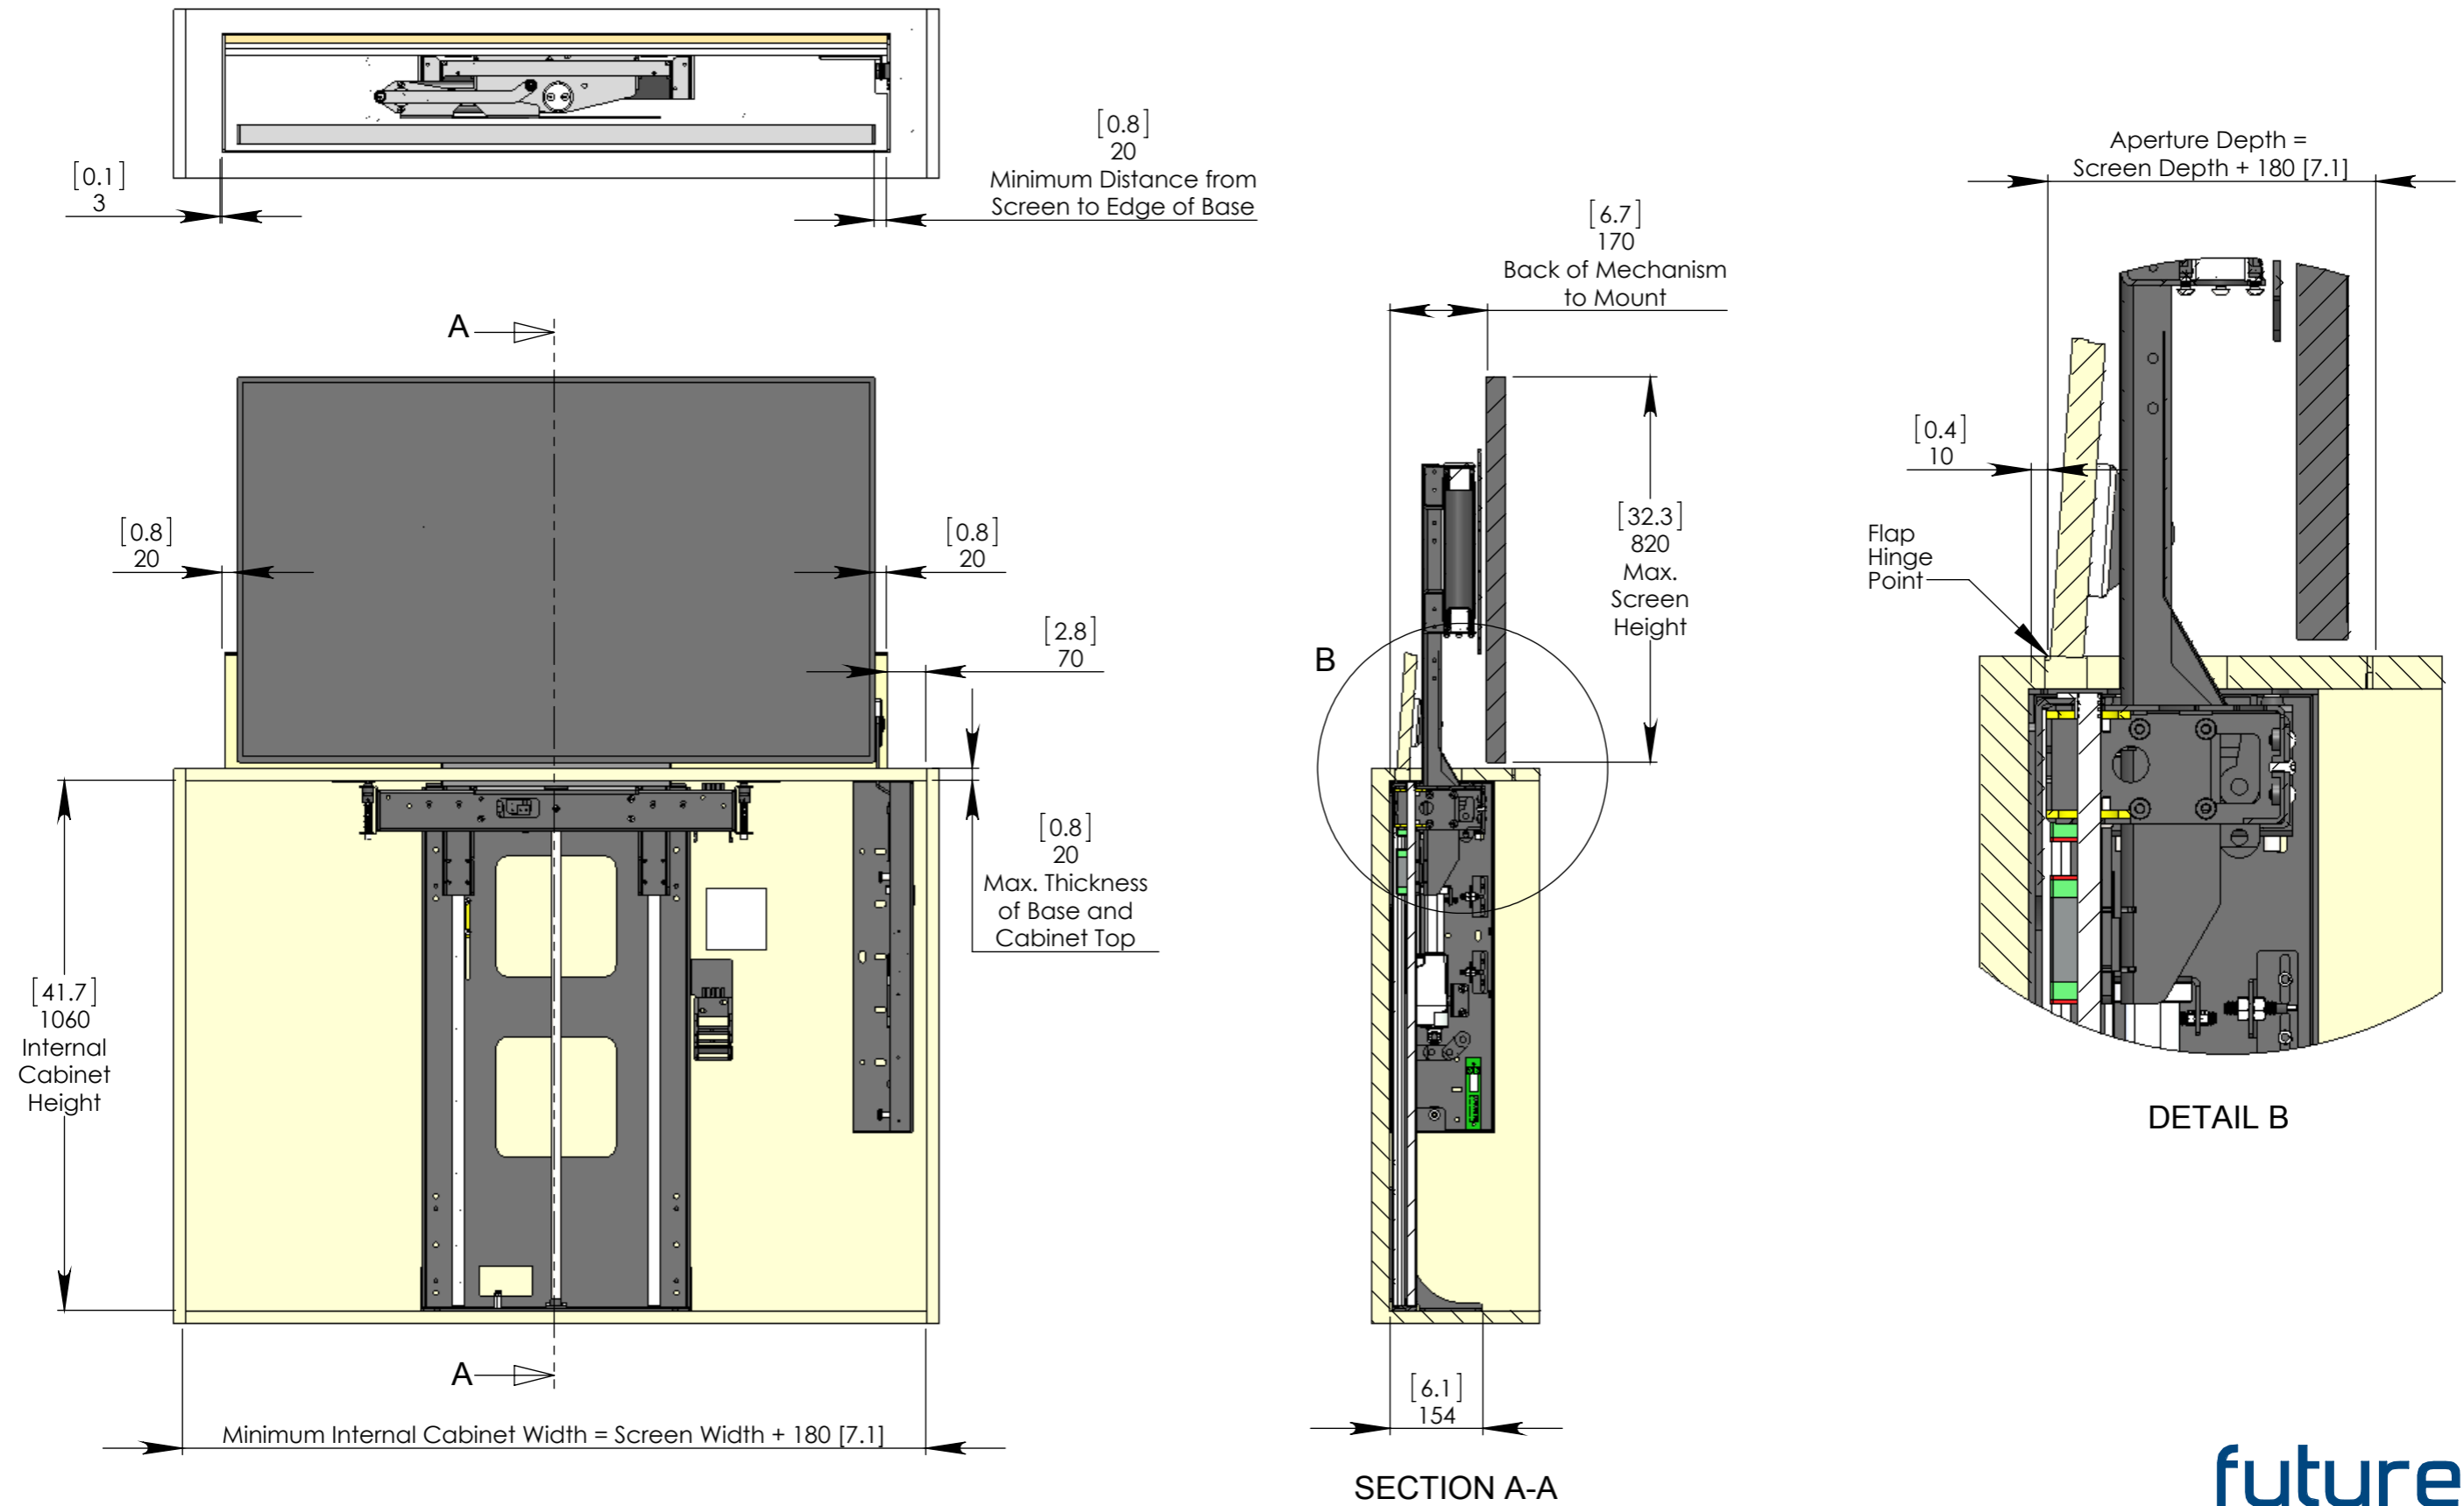 [0.1]
3
[0.8]
20
Minimum Distance from
Screen to Edge of Base
[6.7]
170
Back of Mechanism
to Mount
Aperture Depth =
Screen Depth + 180 [7.1]
A
[0.8]
20
[0.8]
20
[2.8]
70
[0.8]
20
Max. Thickness
of Base and
Cabinet Top
[41.7]
1060
Internal
Cabinet
Height
A
Minimum Internal Cabinet Width = Screen Width + 180 [7.1]
B
[32.3]
820
Max.
Screen
Height
[6.1]
154
SECTION A-A
[0.4]
10
Flap
Hinge
Point
DETAIL B
future